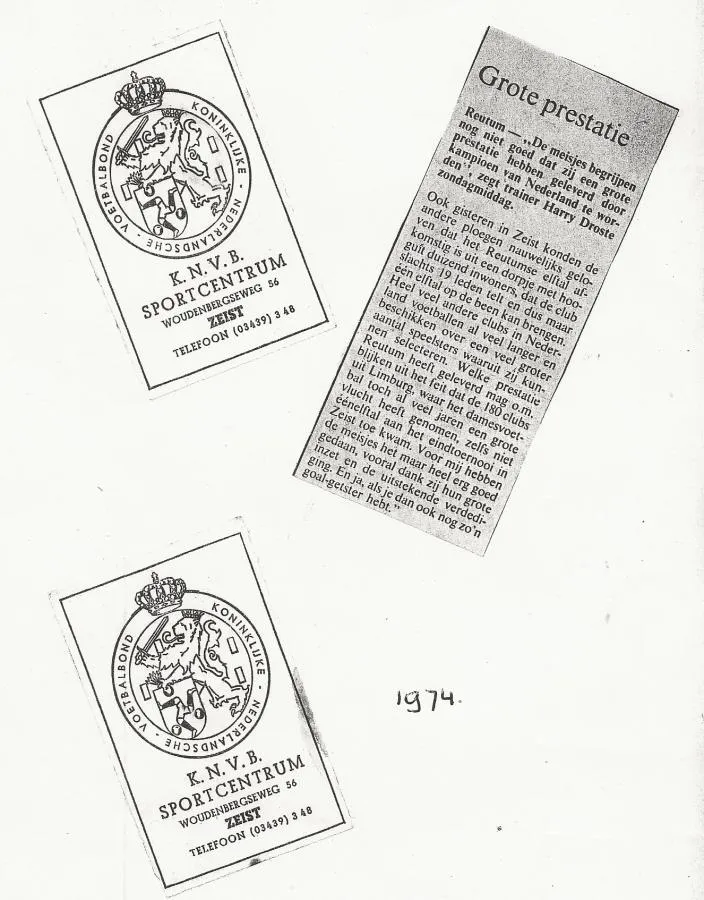 KONINKLIJKE - NEDERLANDSCHE - VOETBALBOND
K.N.V.B.
SPORTCENTRUM
WOUDENBERGSEWEG 56
ZEIST
TELEFOON (03439) 3 48
Grote prestatie
Reutum — „De meisjes begrijpen
nog niet goed dat zij een grote
prestatie hebben geleverd door
kampioen van Nederland te wor-
den”, zegt trainer Harry Droste
zondagmiddag.
Ook gisteren in Zeist konden de
andere ploegen nauwelijks gelo-
ven dat het Reutumse elftal af-
komstig is uit een dorpje met hoo.
guit duizend inwoners, dat de club
slechts 19 leden telt en dus maar
één elftal op de been kan brengen.
Heel veel andere clubs in Neder-
land voetballen al veel langer en
beschikken over een veel groter
aantal speelsters waaruit zij kun-
nen selecteren. Welke prestatie
Reutum heeft geleverd mag o.m.
blijken uit het feit dat de 180 clubs
uit Limburg, waar het damesvoet-
bal toch al veel jaren een grote
vlucht heeft genomen, zelfs niet
éénelftal aan het eindtoernooi in
Zeist toe kwam. Voor mij hebben
de meisjes het maar heel erg goed
gedaan, vooral dank zij hun grote
inzet en de uitstekende verdedi-
ging. En ja, als je dan ook nog zo’n
goal-getster hebt.”
KONINKLIJKE - NEDERLANDSCHE - VOETBALBOND
K.N.V.B.
SPORTCENTRUM
WOUDENBERGSEWEG 56
ZEIST
TELEFOON (03439) 3 48
1974.